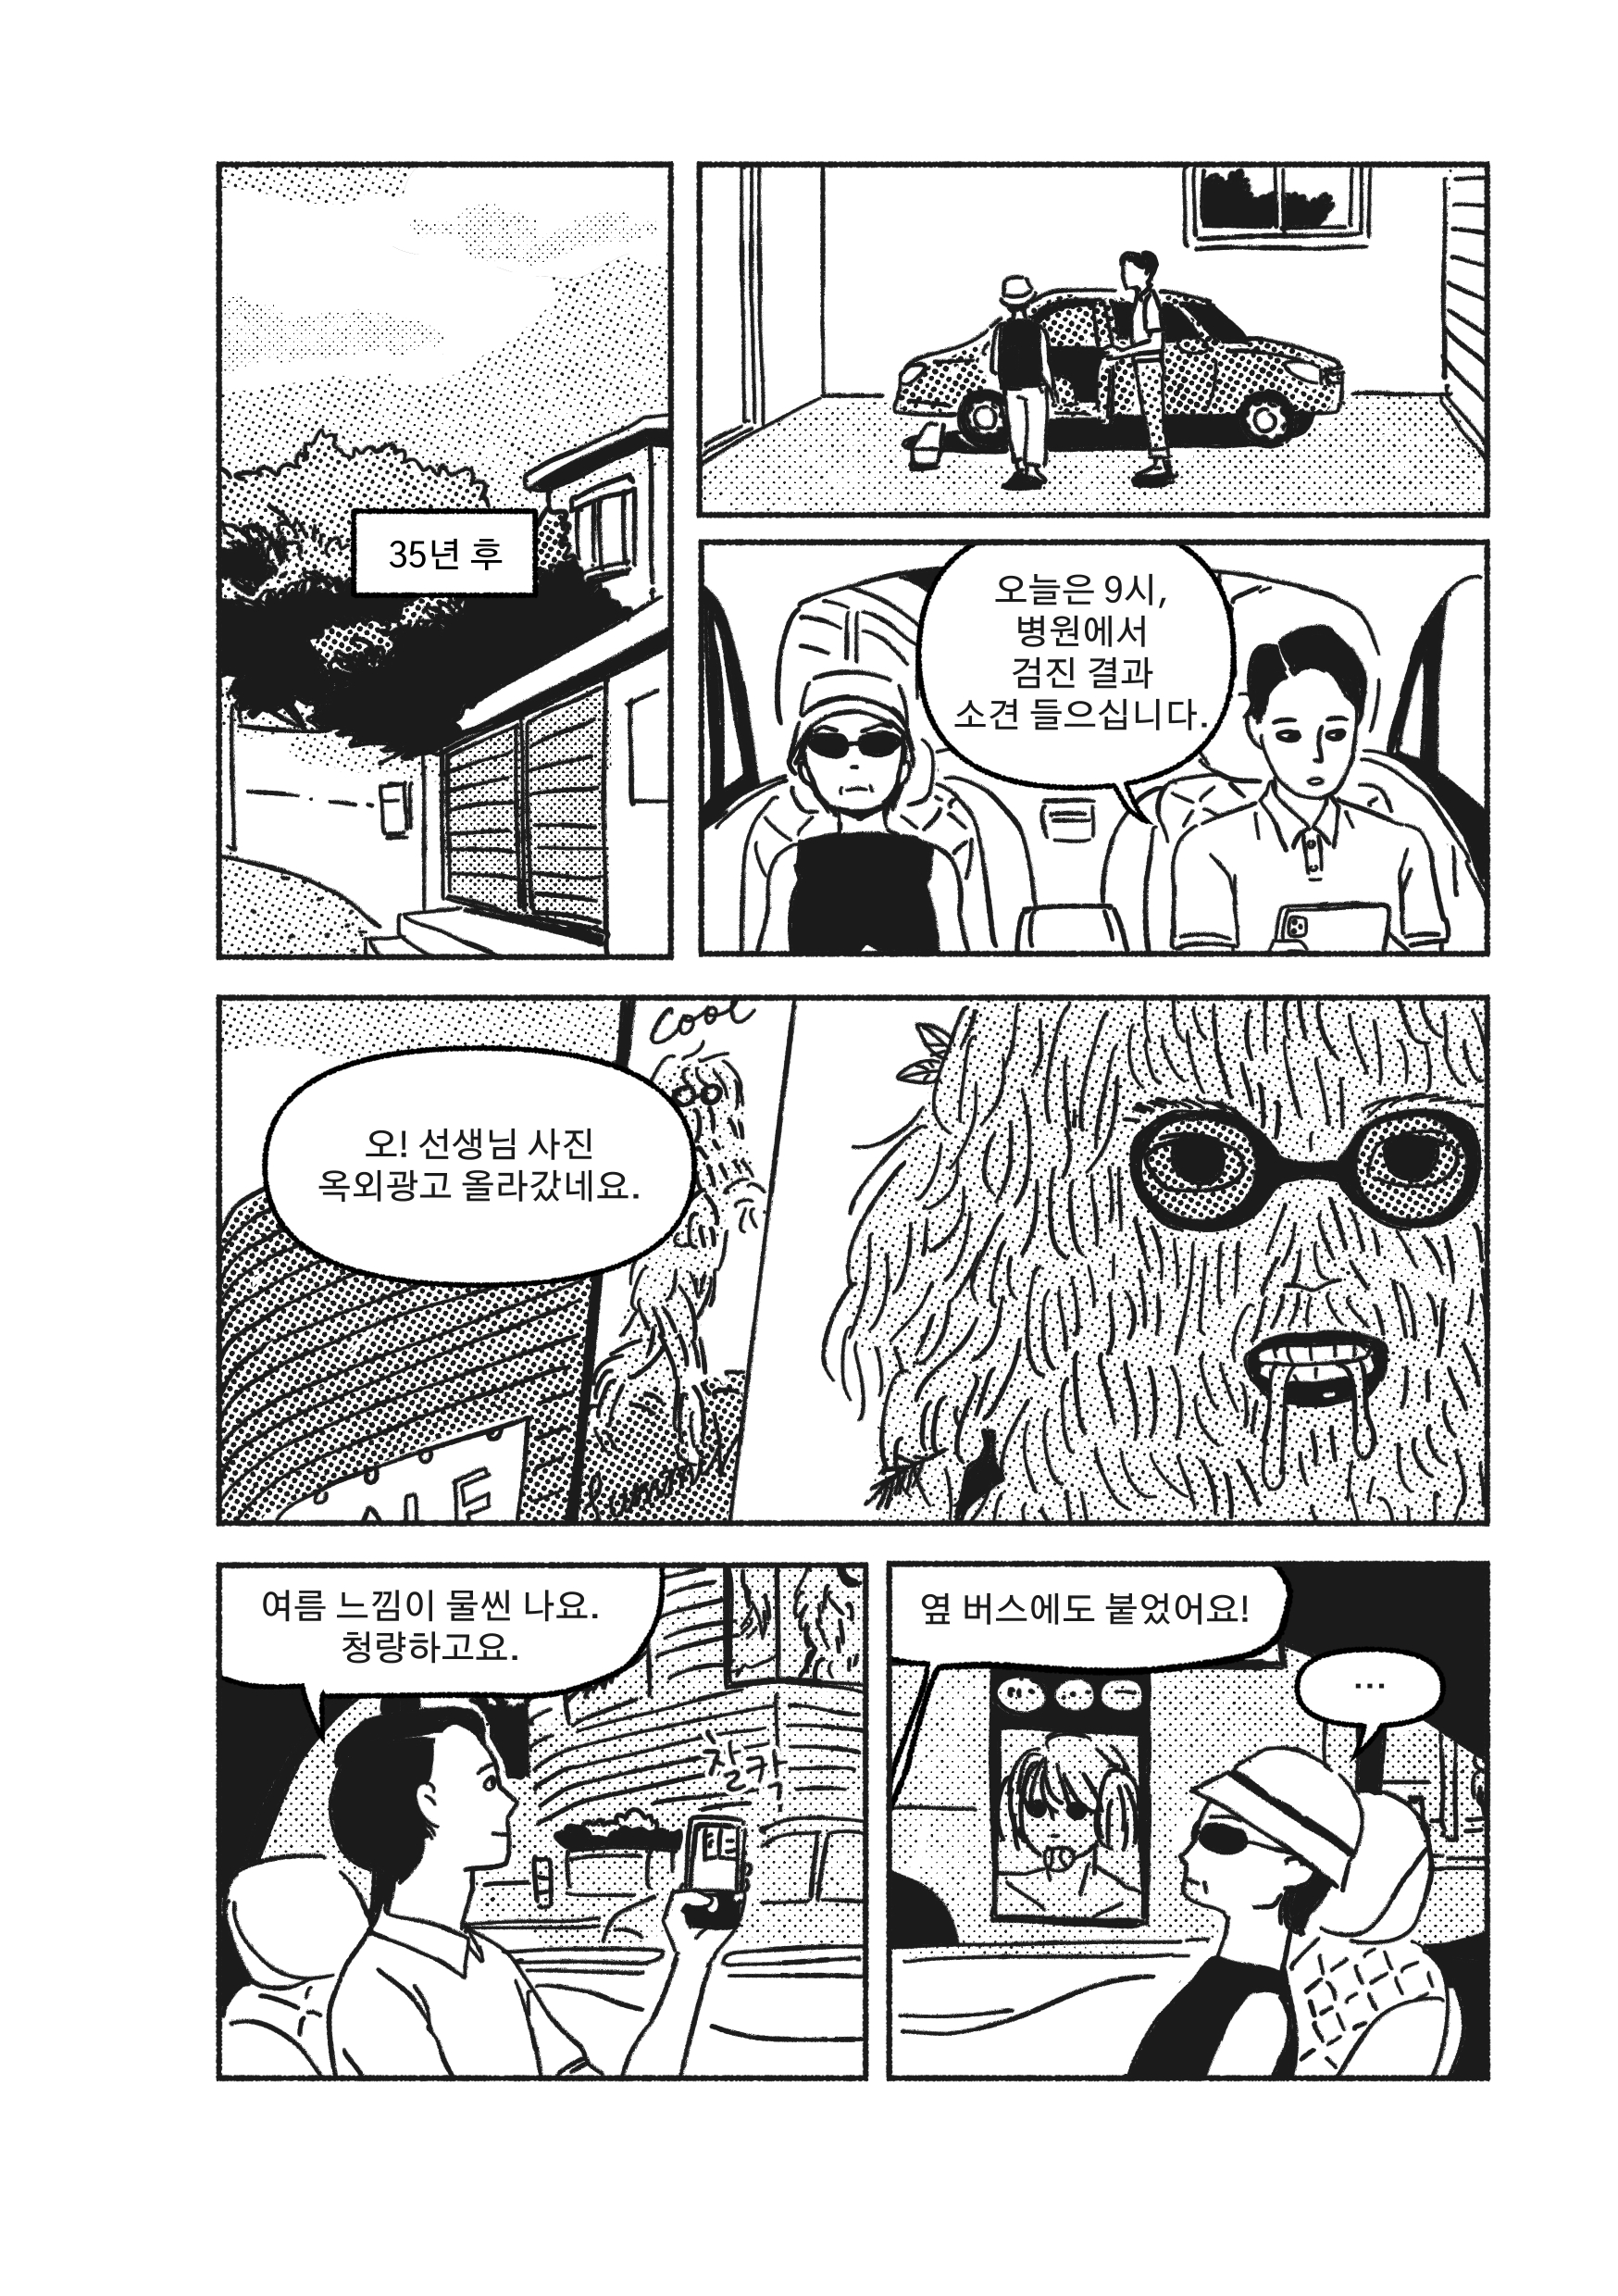 35년 후
오늘은 9시,
병원에서
검진 결과
소견 들으십니다.
cool
오! 선생님 사진
옥외광고 올라갔네요.
ALE
summer
여름 느낌이 물씬 나요.
청량하고요.
찰칵
옆 버스에도 붙었어요!
...